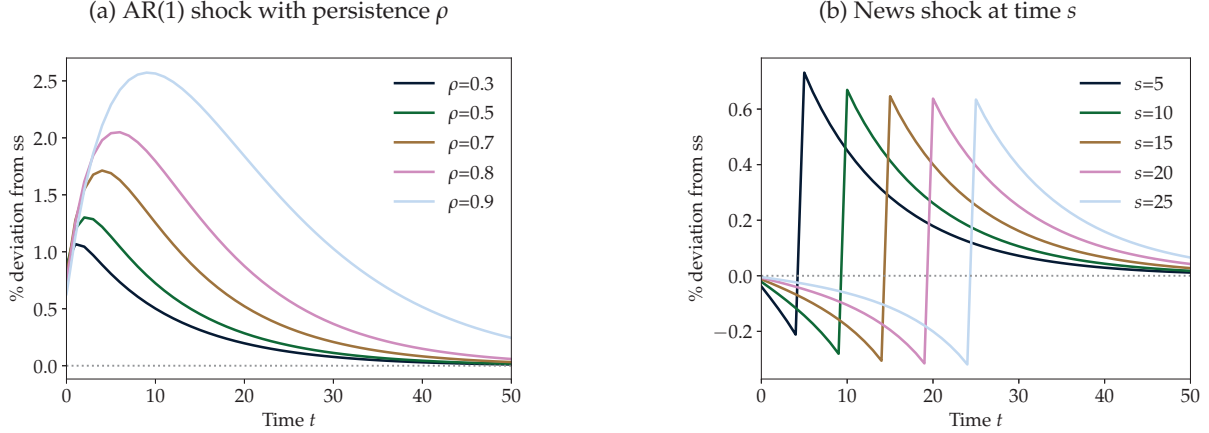 (a) AR(1) shock with persistence ρ
% deviation from ss
2.5
2.0
1.5
1.0
0.5
0.0
ρ=0.3
ρ=0.5
ρ=0.7
ρ=0.8
ρ=0.9
0 10 20 30 40 50
Time t
(b) News shock at time s
% deviation from ss
0.6
0.4
0.2
0.0
−0.2
s=5
s=10
s=15
s=20
s=25
0 10 20 30 40 50
Time t